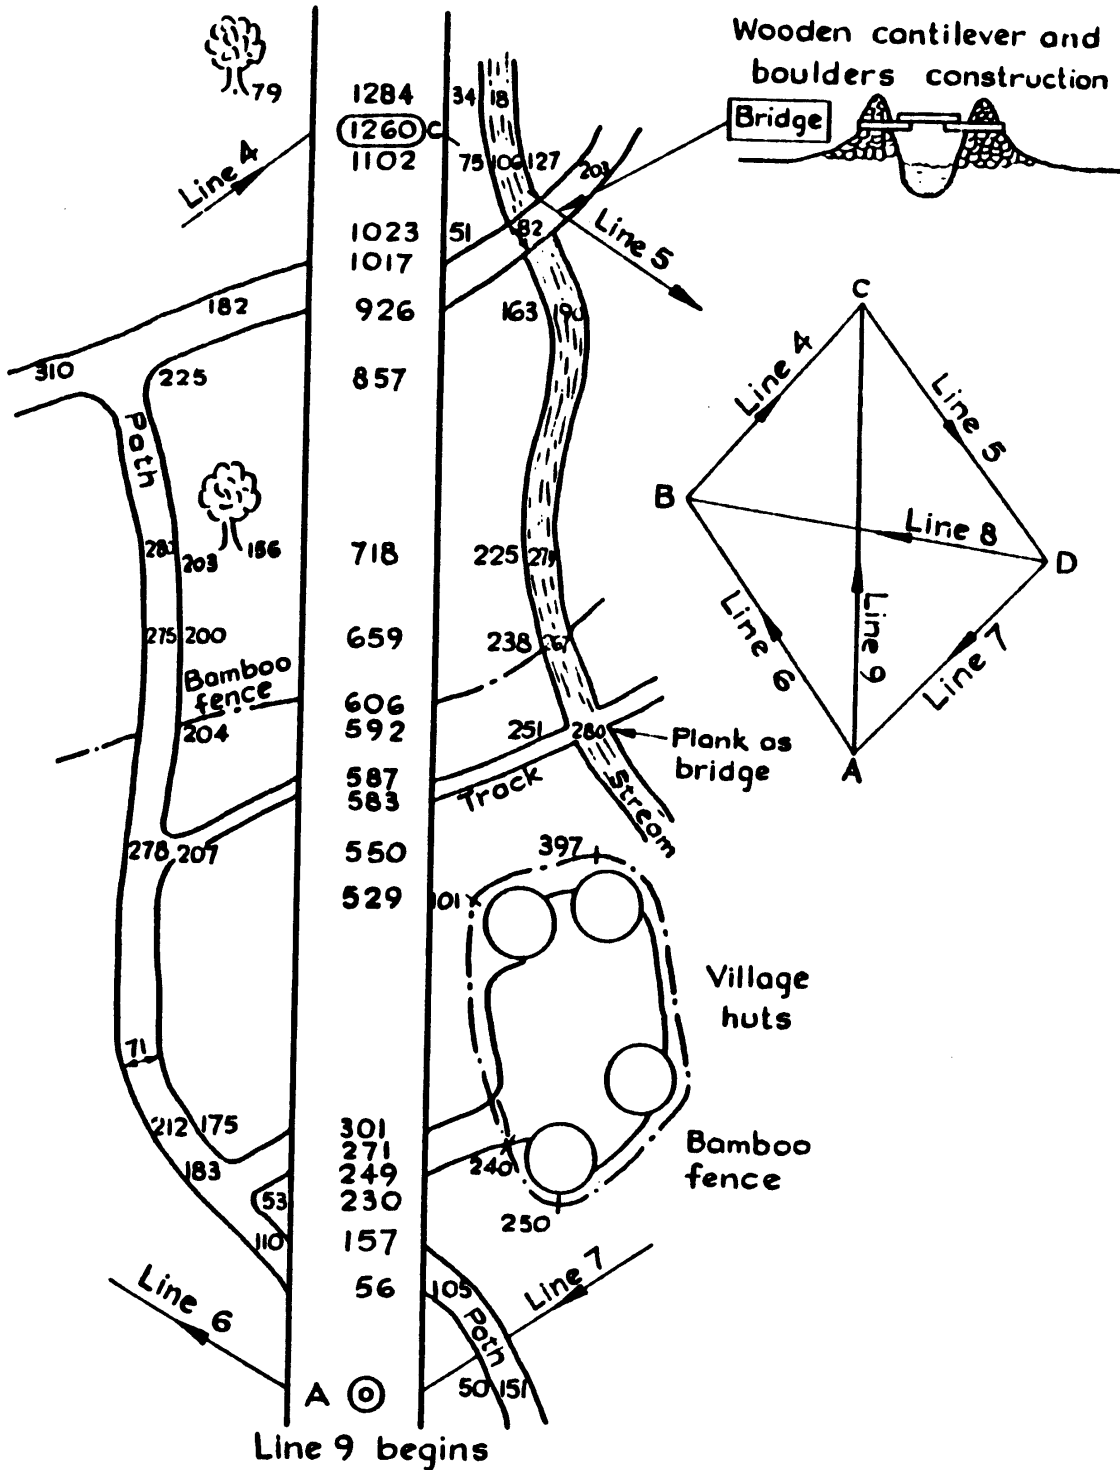 Wooden cantilever and
boulders construction
Bridge
79 1284 34 18
1260 C
Line 4
1102 75 106 127 203
1023 51 82
Line 5
1017
182 926 163 190
310 225 857
Path
283 203 156 718 225 279
275 200 659 238 267
Bamboo
fence
606
204 592 251 280
Plank as
bridge
587
583
Track
Stream
278 207 550 397
529 101
Village
huts
71
212 175 301
271
Bamboo
fence
183 249 240
53 230 250
110 157
56 105
Line 6
Line 7
Path
A 50 151
Line 9 begins
C
Line 4
Line 5
B
Line 8
D
Line 6
Line 9
Line 7
A